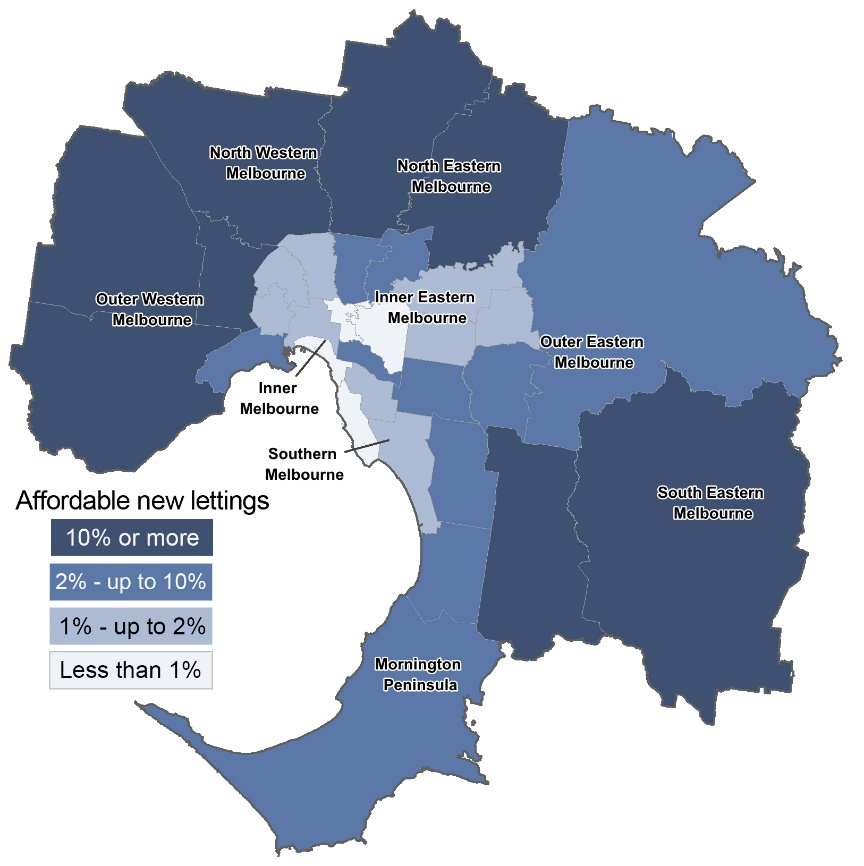 North Western
Melbourne
North Eastern
Melbourne
Outer Western
Melbourne
Inner Eastern
Melbourne
Outer Eastern
Melbourne
Inner
Melbourne
Southern
Melbourne
South Eastern
Melbourne
Affordable new lettings
10% or more
2% - up to 10%
1% - up to 2%
Less than 1%
Mornington
Peninsula